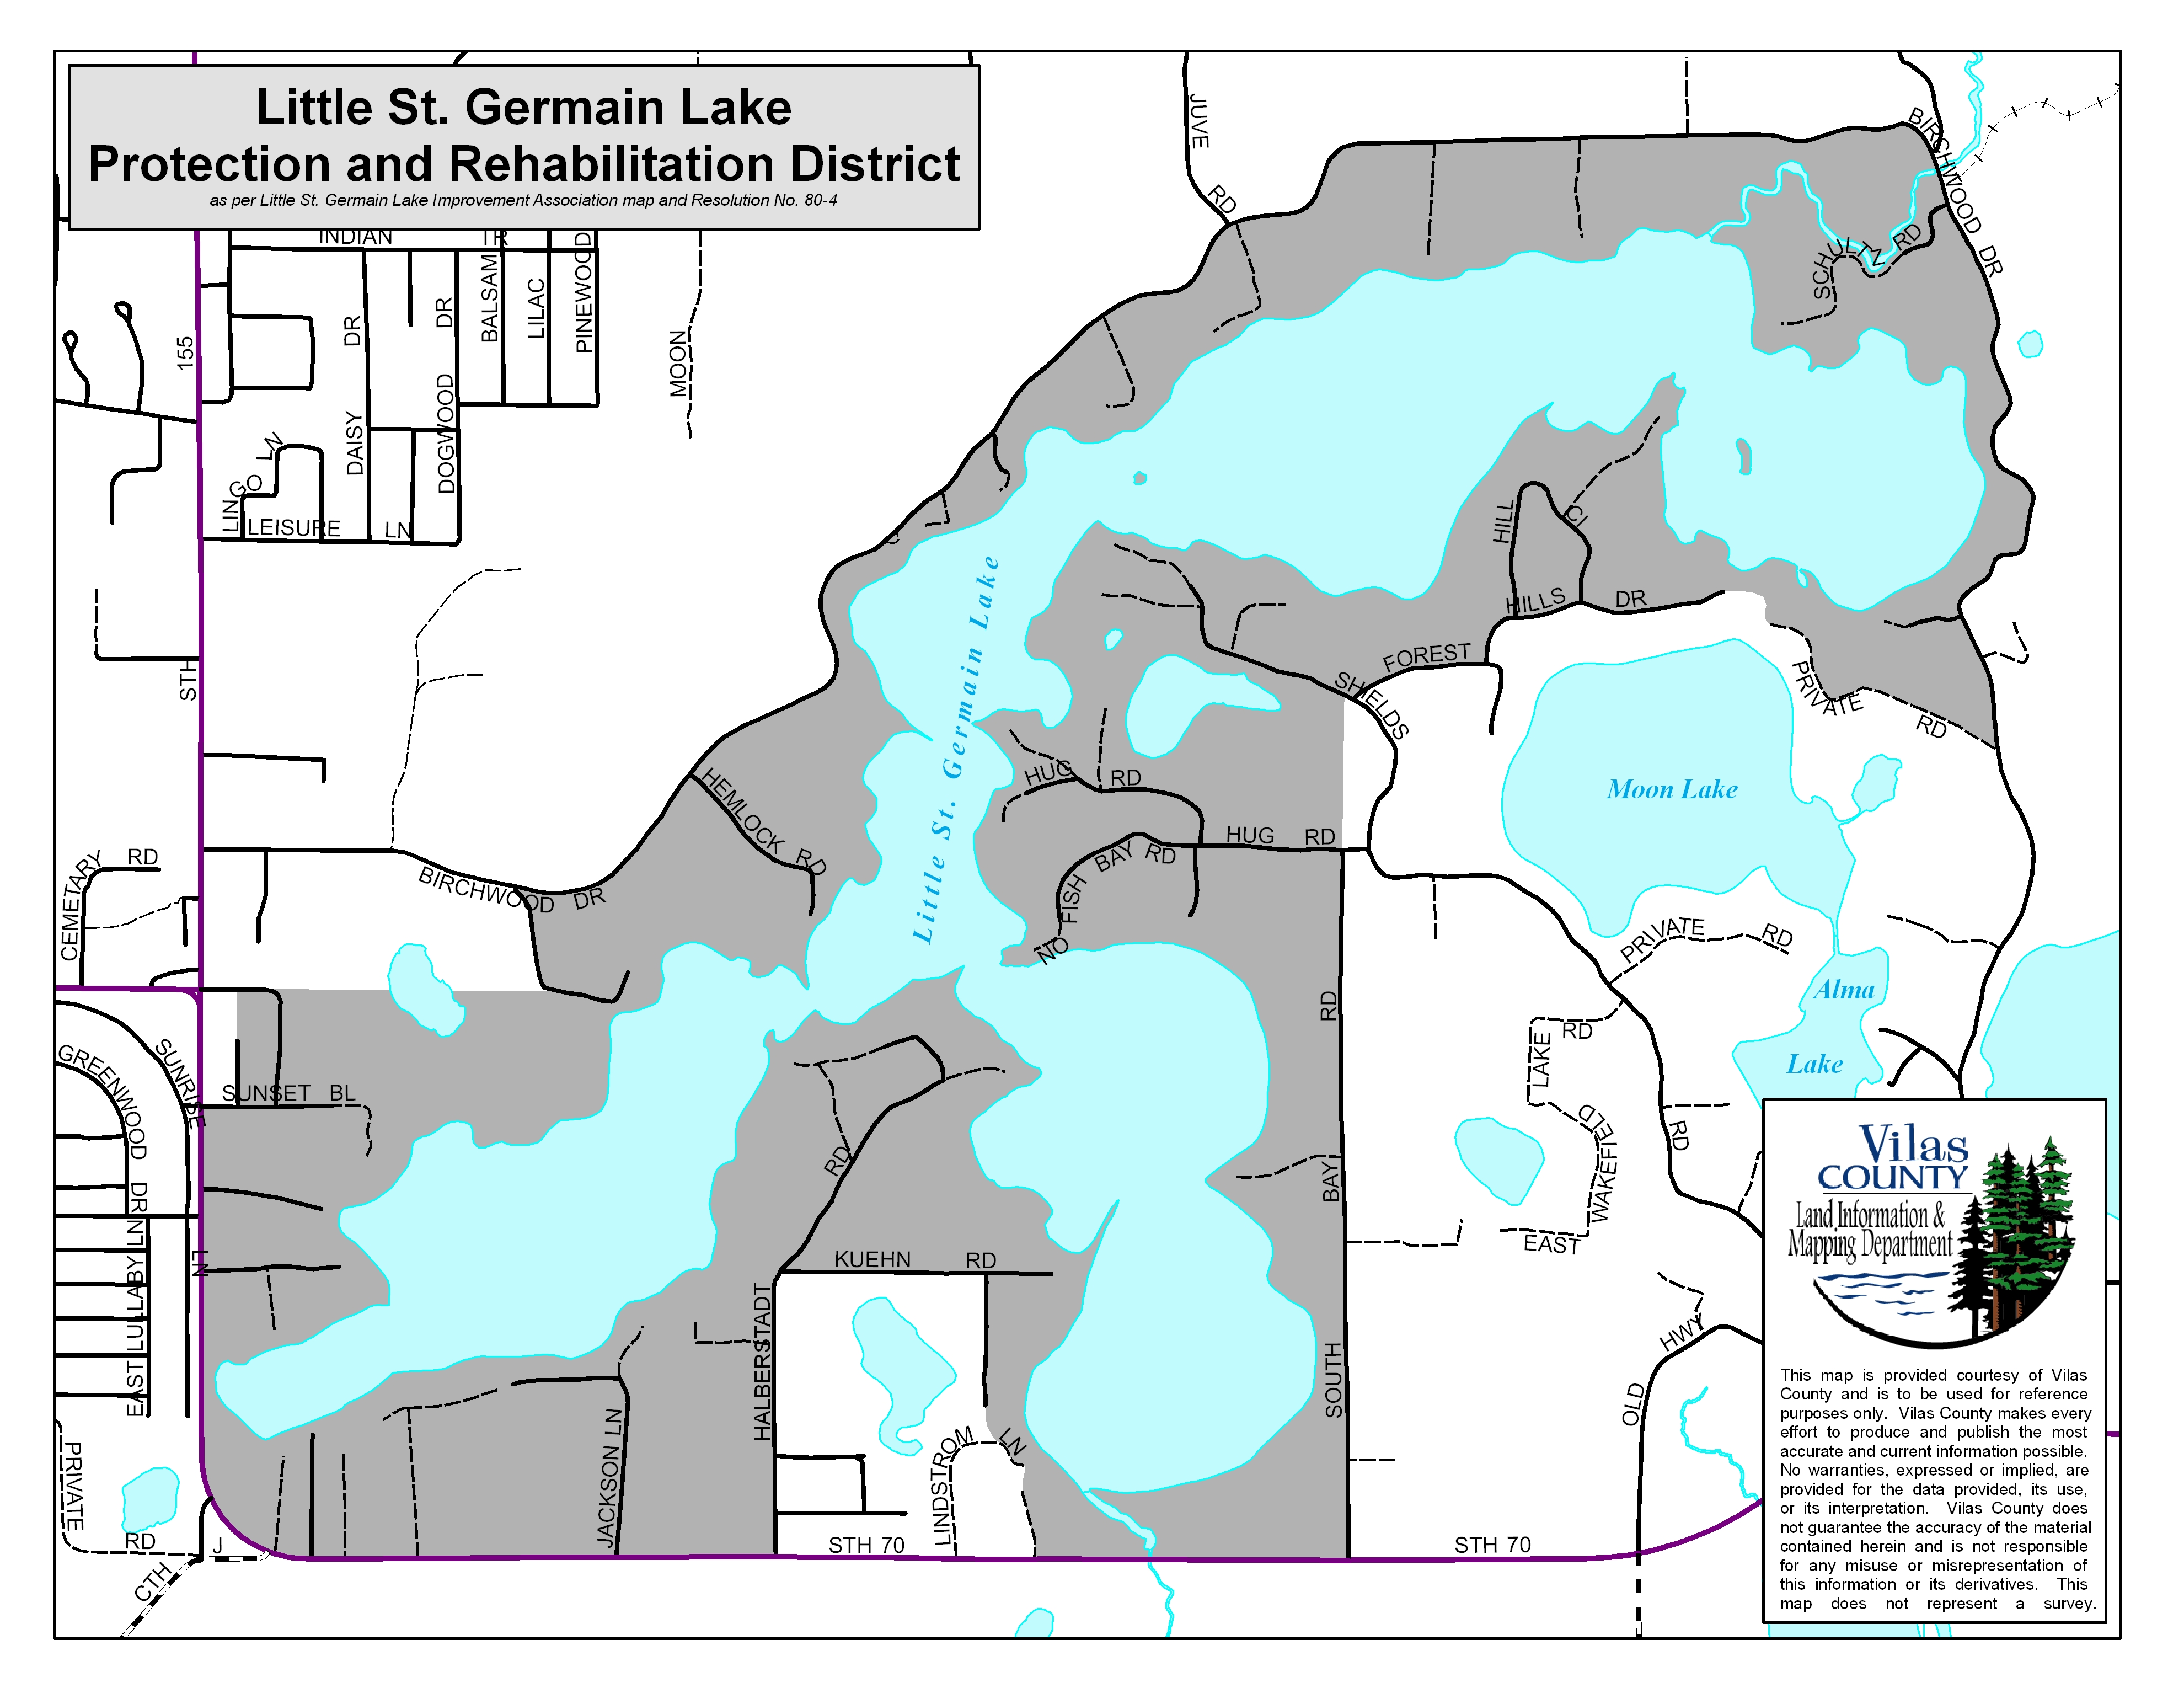 Little St. Germain Lake
Protection and Rehabilitation District
as per Little St. Germain Lake Improvement Association map and Resolution No. 80-4
JUVE
RD
BIRCHWOOD DR
SCHULTZ RD
INDIAN TR
155
DAISY DR
DOGWOOD DR
BALSAM
LILAC
PINEWOOD
MOON
LINGO LN
LEISURE LN
STH
HILL
CI
HILLS DR
FOREST
SHIELDS
PRIVATE
RD
Little St. Germain Lake
Moon Lake
HUG RD
HUG RD
HEMLOCK RD
NO FISH BAY RD
BIRCHWOOD DR
CEMETARY RD
PRIVATE RD
Alma
Lake
SOUTH BAY RD
LAKE RD
EAST WAKEFIELD
RD
GREENWOOD DR
SUNRISE
LN
SUNSET BL
EAST LULLABY LN
RD
KUEHN RD
HALBERSTADT
JACKSON LN
LINDSTROM LN
OLD HWY
PRIVATE
RD
CTH J
STH 70
STH 70
Vilas
COUNTY
Land Information &
Mapping Department
This map is provided courtesy of Vilas
County and is to be used for reference
purposes only. Vilas County makes every
effort to produce and publish the most
accurate and current information possible.
No warranties, expressed or implied, are
provided for the data provided, its use,
or its interpretation. Vilas County does
not guarantee the accuracy of the material
contained herein and is not responsible
for any misuse or misrepresentation of
this information or its derivatives. This
map does not represent a survey.